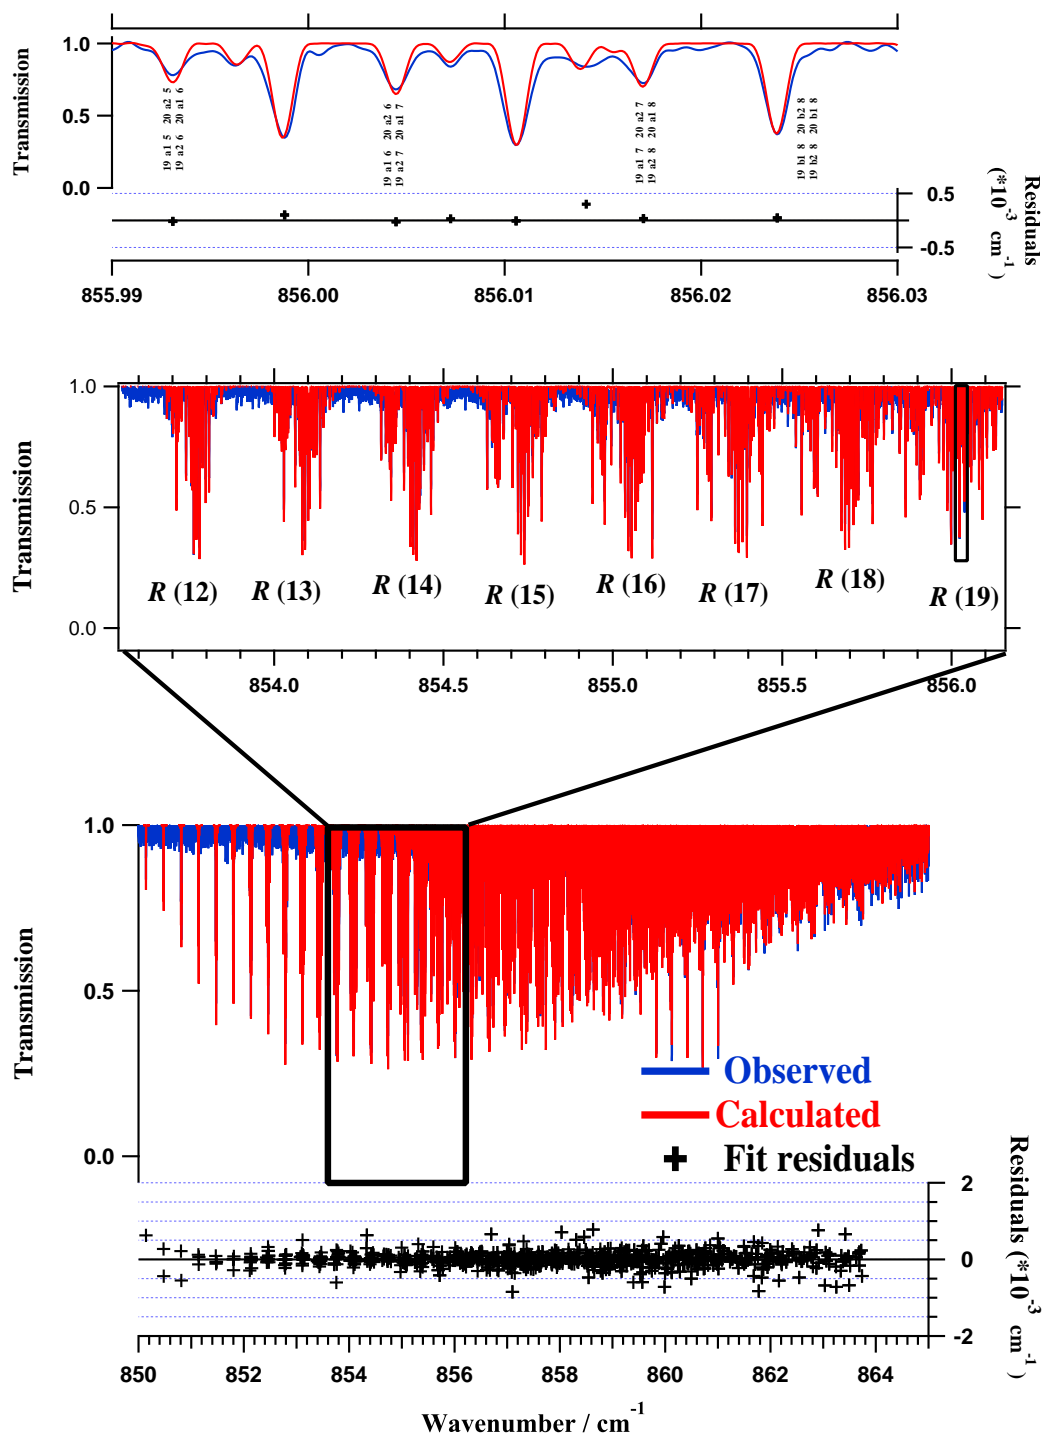 Transmission
1.0
0.5
0.0
19 a1 5 20 a2 5
19 a2 6 20 a1 6
19 a1 6 20 a2 6
19 a2 7 20 a1 7
19 a1 7 20 a2 7
19 a2 8 20 a1 8
19 b1 8 20 b2 8
19 b2 8 20 b1 8
0.5
-0.5
Residuals
(*10-3 cm-1)
855.99 856.00 856.01 856.02 856.03
Transmission
1.0
0.5
0.0
R (12) R (13) R (14) R (15) R (16) R (17) R (18) R (19)
854.0 854.5 855.0 855.5 856.0
Transmission
1.0
0.5
0.0
Observed
Calculated
Fit residuals
2
0
-2
Residuals (*10-3 cm-1)
850 852 854 856 858 860 862 864
Wavenumber / cm-1